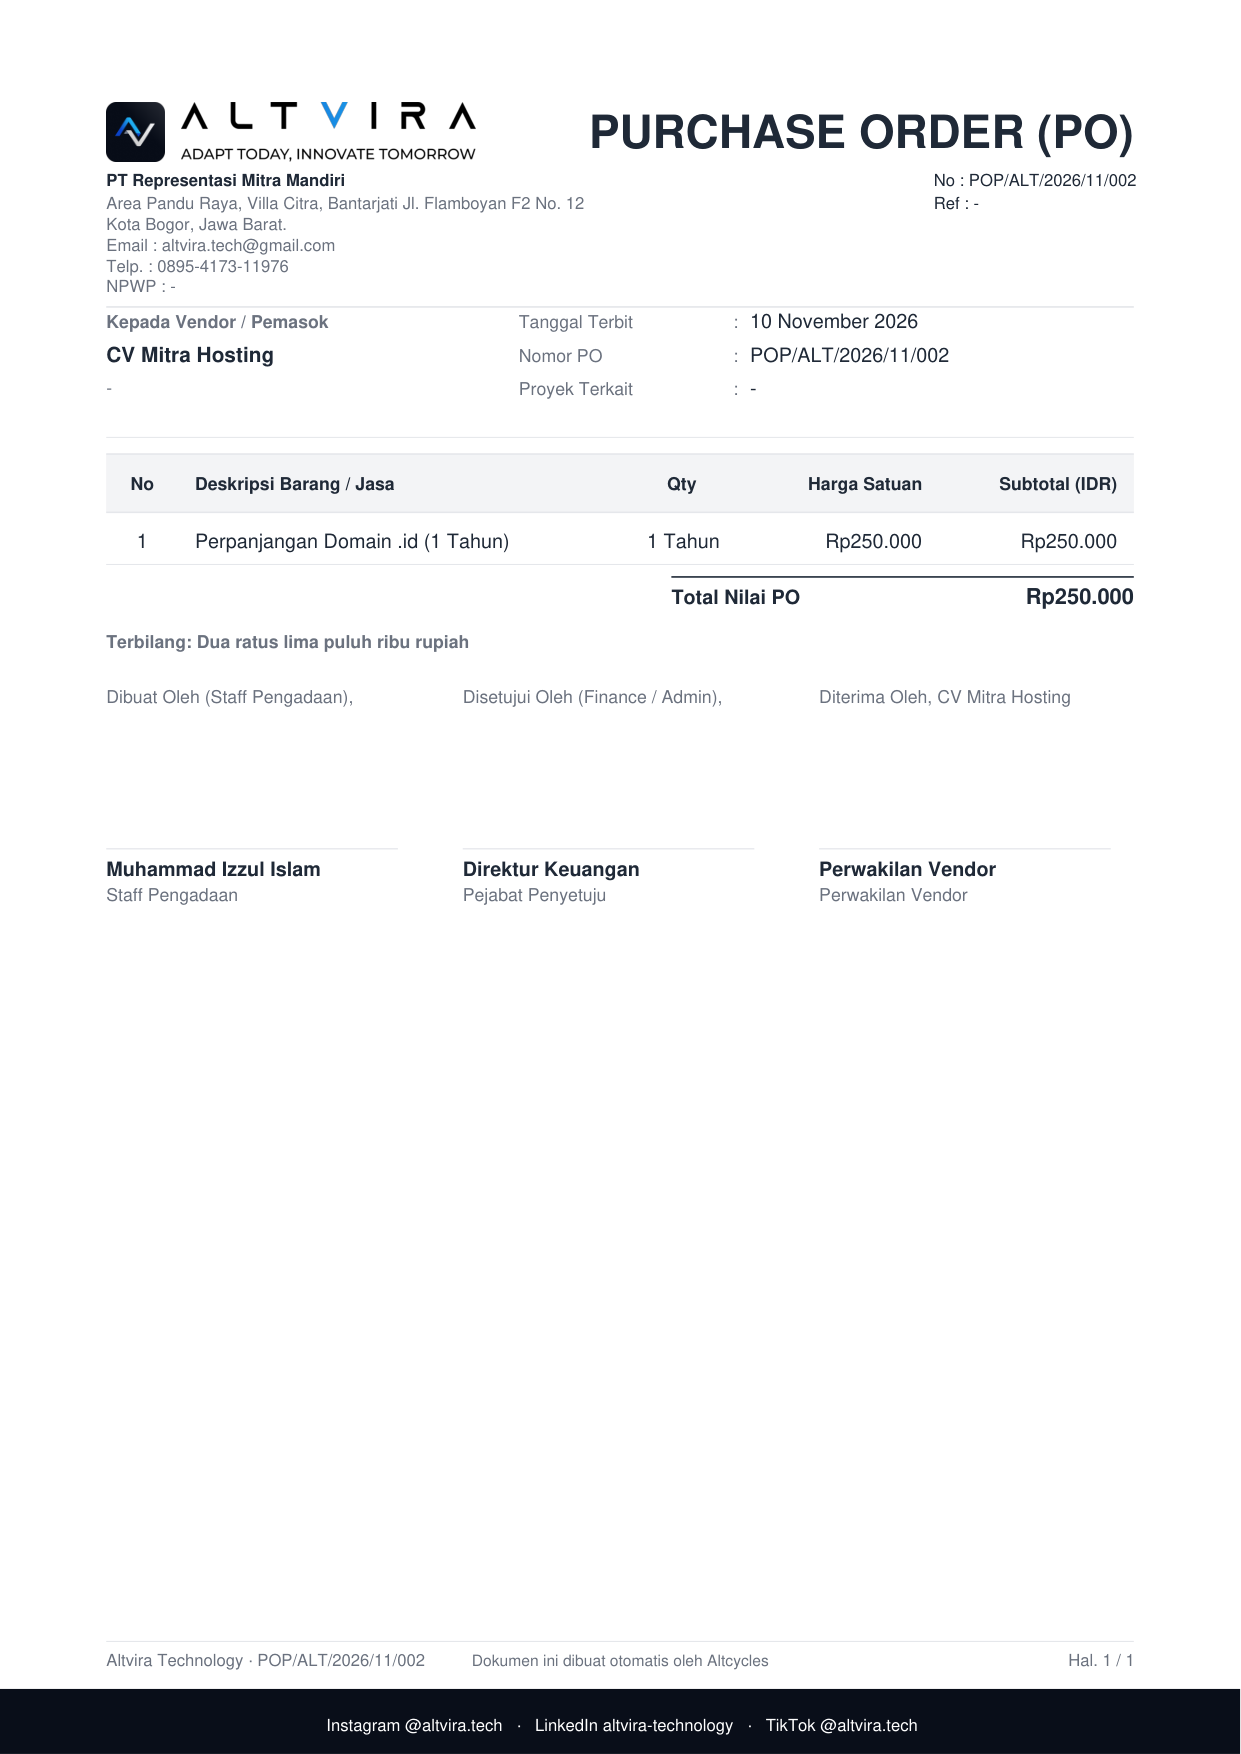 ALTVIRA
ADAPT TODAY, INNOVATE TOMORROW
PURCHASE ORDER (PO)
PT Representasi Mitra Mandiri
Area Pandu Raya, Villa Citra, Bantarjati Jl. Flamboyan F2 No. 12
Kota Bogor, Jawa Barat.
Email : altvira.tech@gmail.com
Telp. : 0895-4173-11976
NPWP : -
No : POP/ALT/2026/11/002
Ref : -
Kepada Vendor / Pemasok
CV Mitra Hosting
-
Tanggal Terbit : 10 November 2026
Nomor PO : POP/ALT/2026/11/002
Proyek Terkait : -
No Deskripsi Barang / Jasa Qty Harga Satuan Subtotal (IDR)
1 Perpanjangan Domain .id (1 Tahun) 1 Tahun Rp250.000 Rp250.000
Total Nilai PO Rp250.000
Terbilang: Dua ratus lima puluh ribu rupiah
Dibuat Oleh (Staff Pengadaan), Disetujui Oleh (Finance / Admin), Diterima Oleh, CV Mitra Hosting
Muhammad Izzul Islam Direktur Keuangan Perwakilan Vendor
Staff Pengadaan Pejabat Penyetuju Perwakilan Vendor
Altvira Technology · POP/ALT/2026/11/002 Dokumen ini dibuat otomatis oleh Altcycles Hal. 1 / 1
Instagram @altvira.tech · LinkedIn altvira-technology · TikTok @altvira.tech